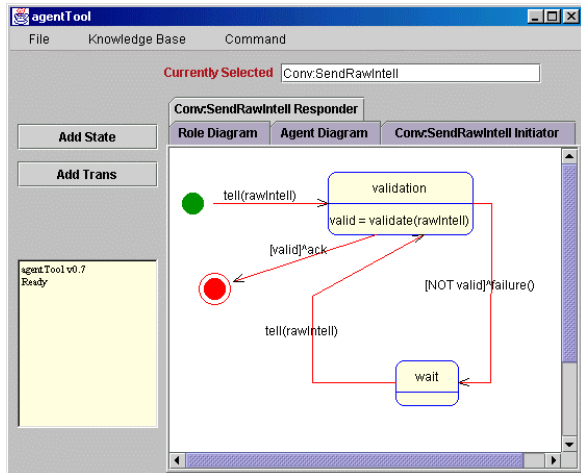 agentTool
File Knowledge Base Command
Currently Selected Conv:SendRawIntell
Conv:SendRawIntell Responder
Role Diagram Agent Diagram Conv:SendRawIntell Initiator
Add State
Add Trans
agentTool v0.7
Ready
tell(rawIntell)
validation
valid = validate(rawIntell)
[valid]^ack
[NOT valid]^failure()
tell(rawIntell)
wait